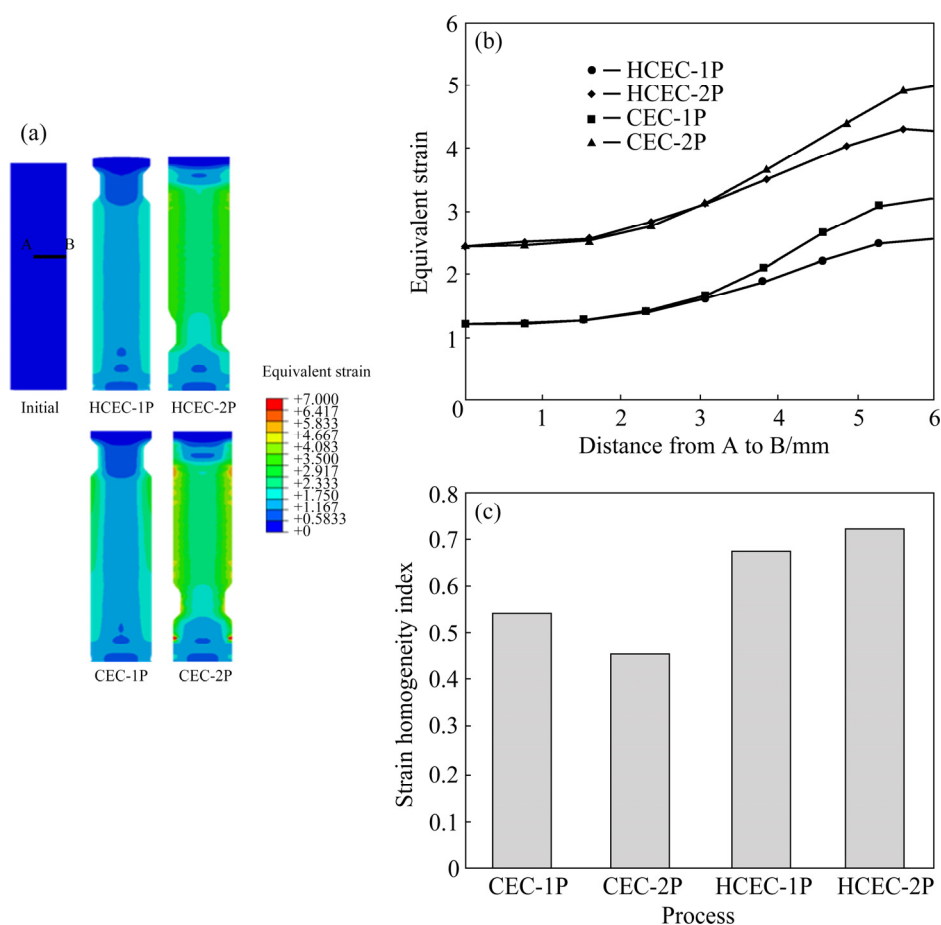 (a)
A
B
Initial
HCEC-1P
HCEC-2P
CEC-1P
CEC-2P
Equivalent strain
+7.000
+6.417
+5.833
+4.667
+4.083
+3.500
+2.917
+2.333
+1.750
+1.167
+0.5833
+0
(b)
HCEC-1P
HCEC-2P
CEC-1P
CEC-2P
Equivalent strain
6
5
4
3
2
1
0
1
2
3
4
5
6
Distance from A to B/mm
(c)
Strain homogeneity index
0.8
0.7
0.6
0.5
0.4
0.3
0.2
0.1
0
CEC-1P
CEC-2P
HCEC-1P
HCEC-2P
Process